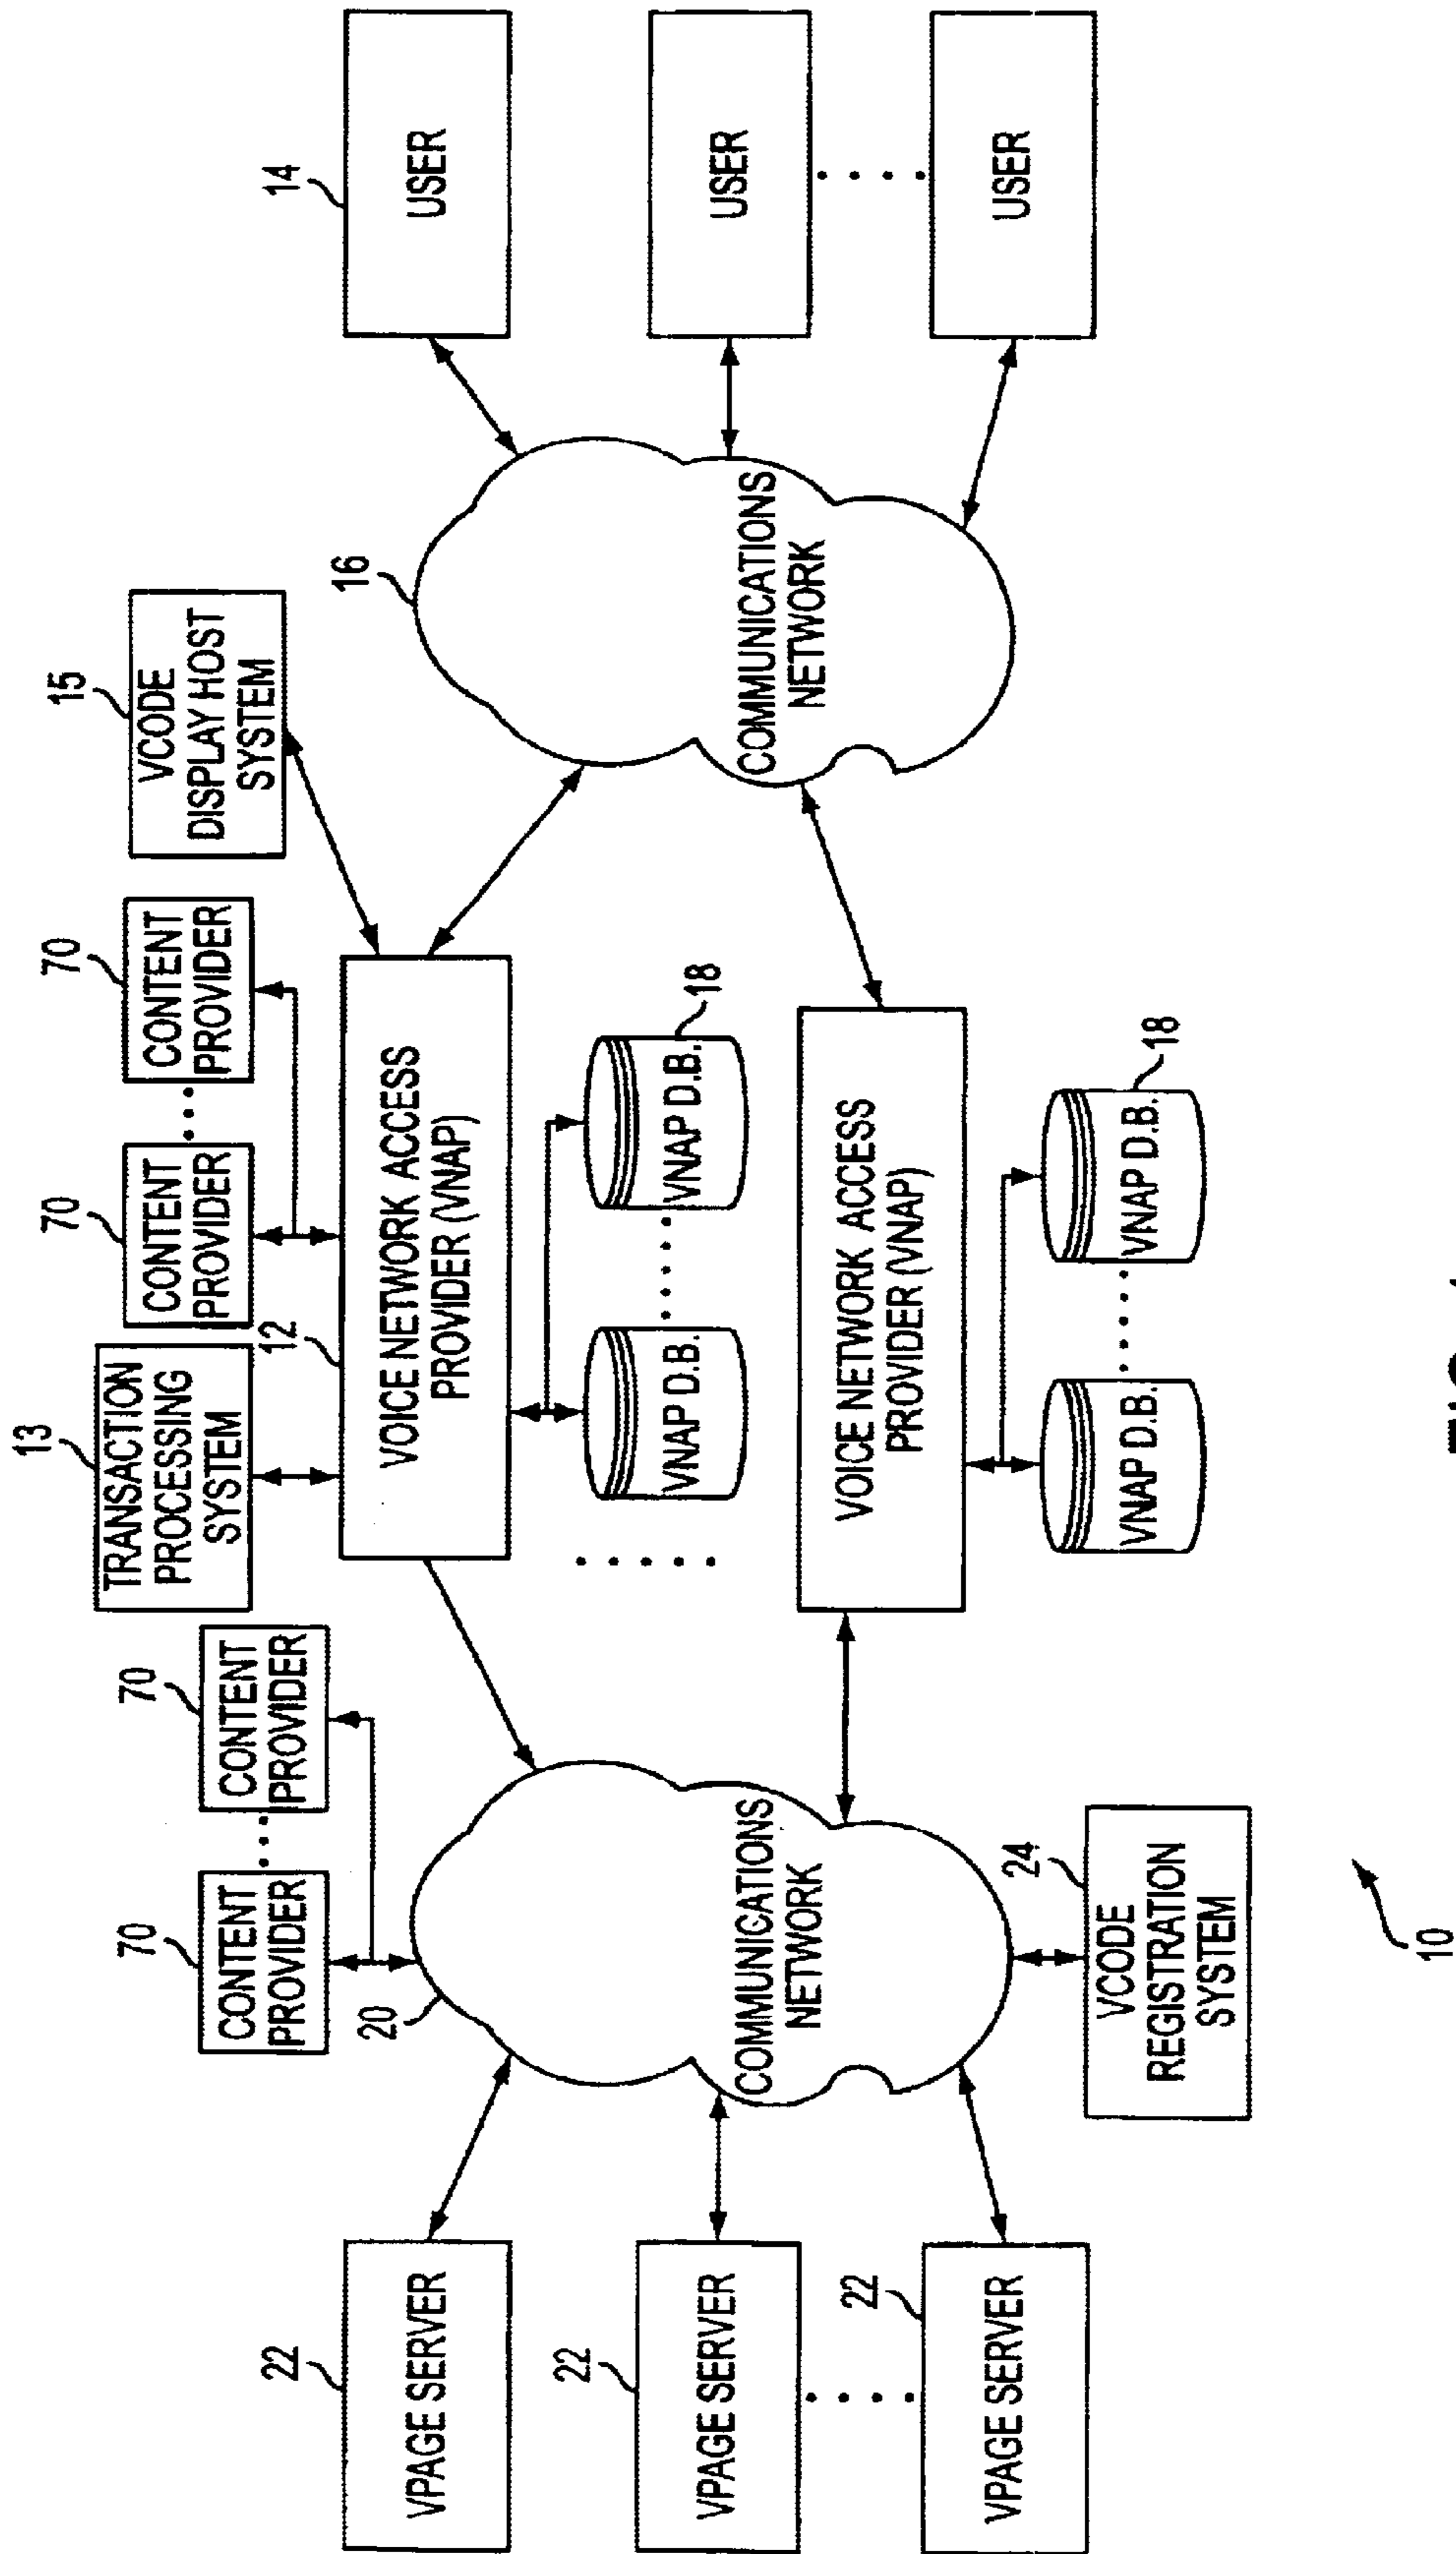 13
TRANSACTION
PROCESSING
SYSTEM
70
CONTENT
PROVIDER
70
CONTENT
PROVIDER
15
VCODE
DISPLAY HOST
SYSTEM
70
CONTENT
PROVIDER
70
CONTENT
PROVIDER
22
VPAGE SERVER
20
12
VOICE NETWORK ACCESS
PROVIDER (VNAP)
16
14
USER
22
VPAGE SERVER
COMMUNICATIONS
NETWORK
VNAP D.B.
VNAP D.B.
18
COMMUNICATIONS
NETWORK
USER
22
VPAGE SERVER
VOICE NETWORK ACCESS
PROVIDER (VNAP)
USER
24
VCODE
REGISTRATION
SYSTEM
VNAP D.B.
VNAP D.B.
18
10